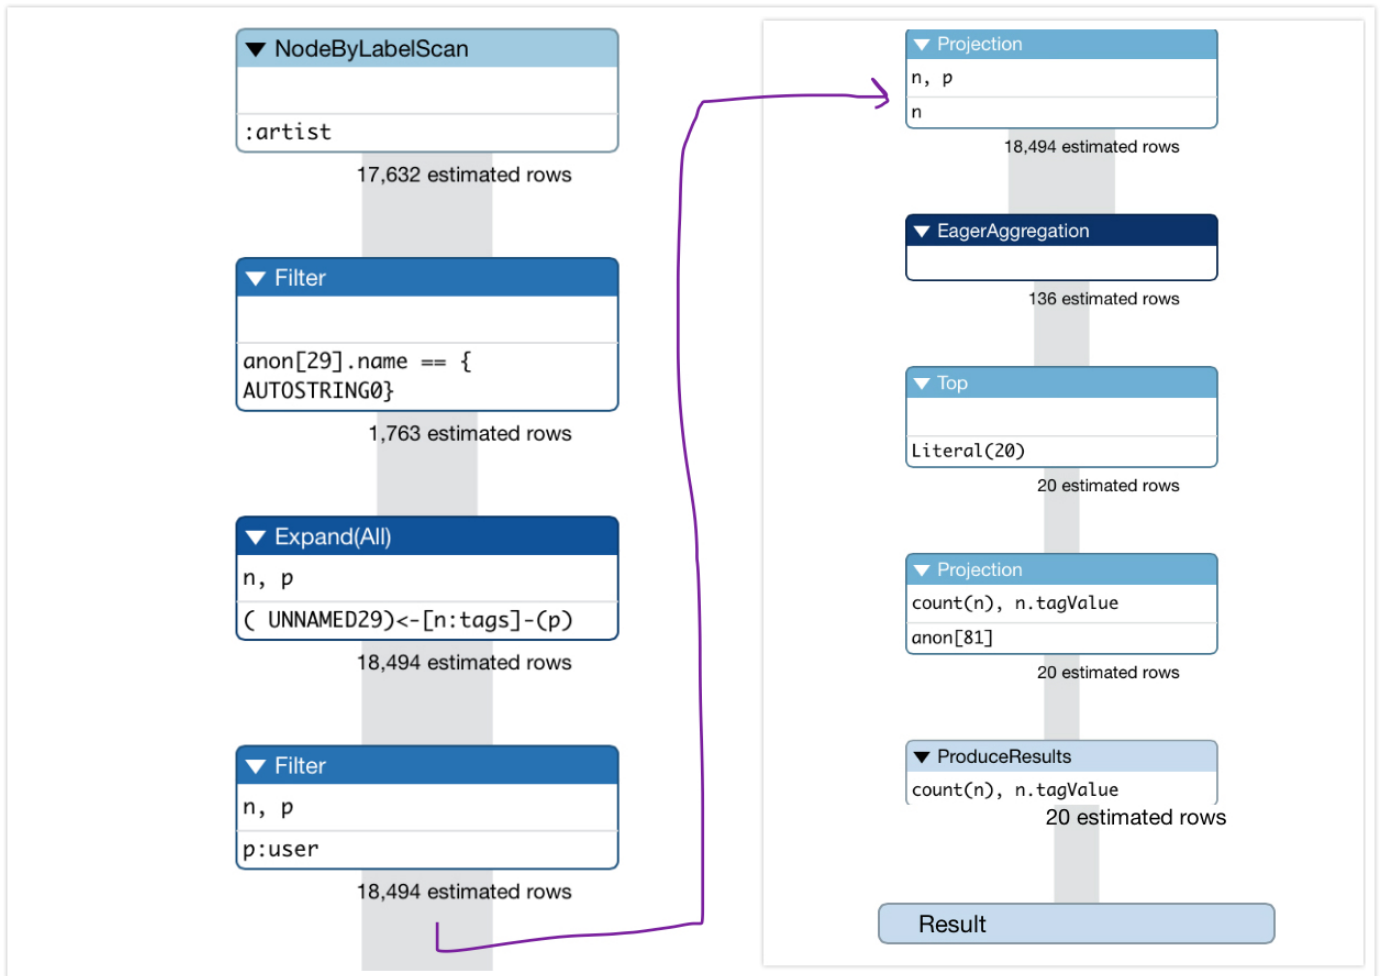 NodeByLabelScan
:artist
17,632 estimated rows
Filter
anon[29].name == {
AUTOSTRING0}
1,763 estimated rows
Expand(All)
n, p
( UNNAMED29)<-[n:tags]-(p)
18,494 estimated rows
Filter
n, p
p:user
18,494 estimated rows
Projection
n, p
n
18,494 estimated rows
EagerAggregation
136 estimated rows
Top
Literal(20)
20 estimated rows
Projection
count(n), n.tagValue
anon[81]
20 estimated rows
ProduceResults
count(n), n.tagValue
20 estimated rows
Result